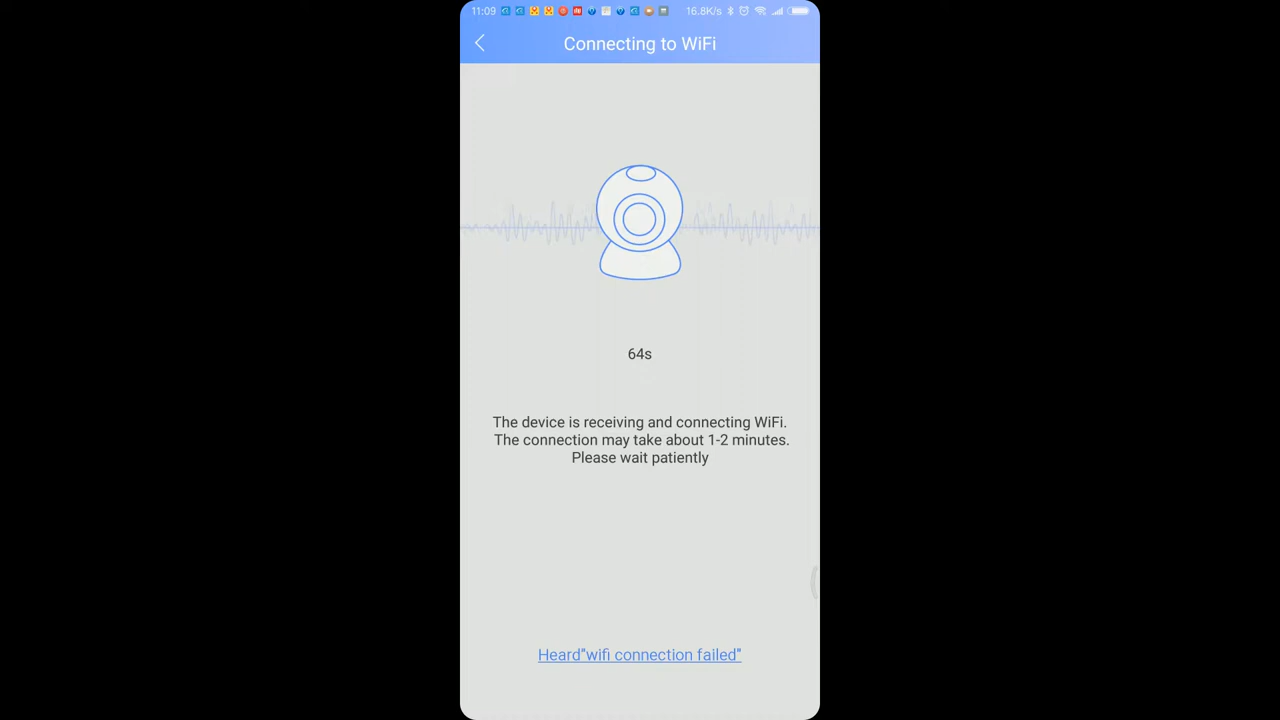 11:09 16.8K/s
Connecting to WiFi
64s
The device is receiving and connecting WiFi.
The connection may take about 1-2 minutes.
Please wait patiently
Heard"wifi connection failed"